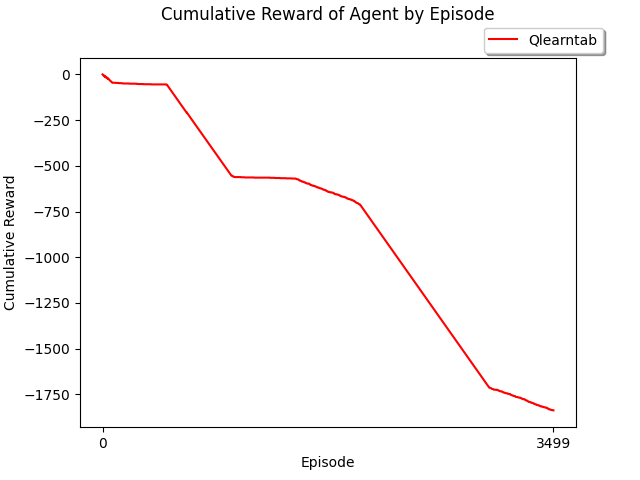 Cumulative Reward of Agent by Episode
Qlearntab
0
−250
−500
−750
−1000
−1250
−1500
−1750
Cumulative Reward
0
3499
Episode